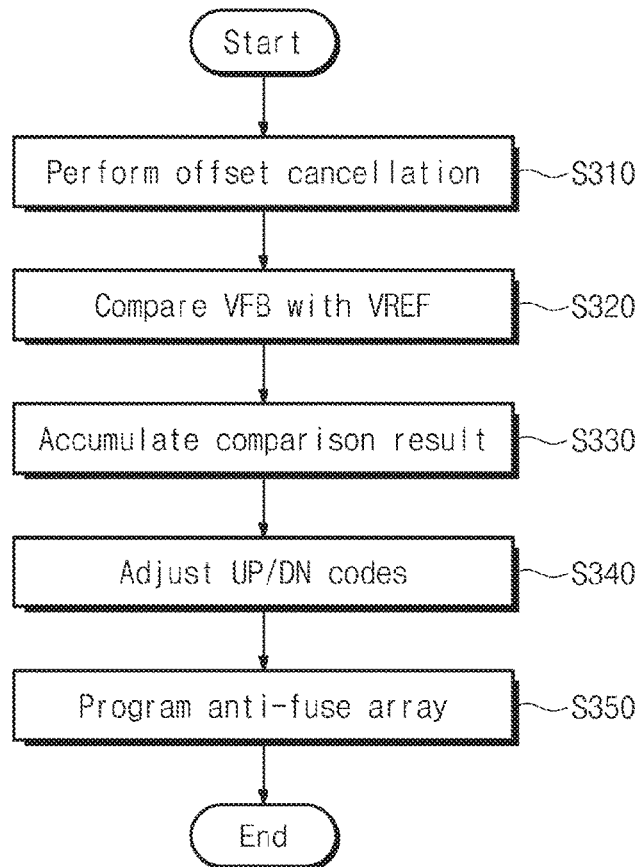 Start
Perform offset cancellation
S310
Compare VFB with VREF
S320
Accumulate comparison result
S330
Adjust UP/DN codes
S340
Program anti-fuse array
S350
End